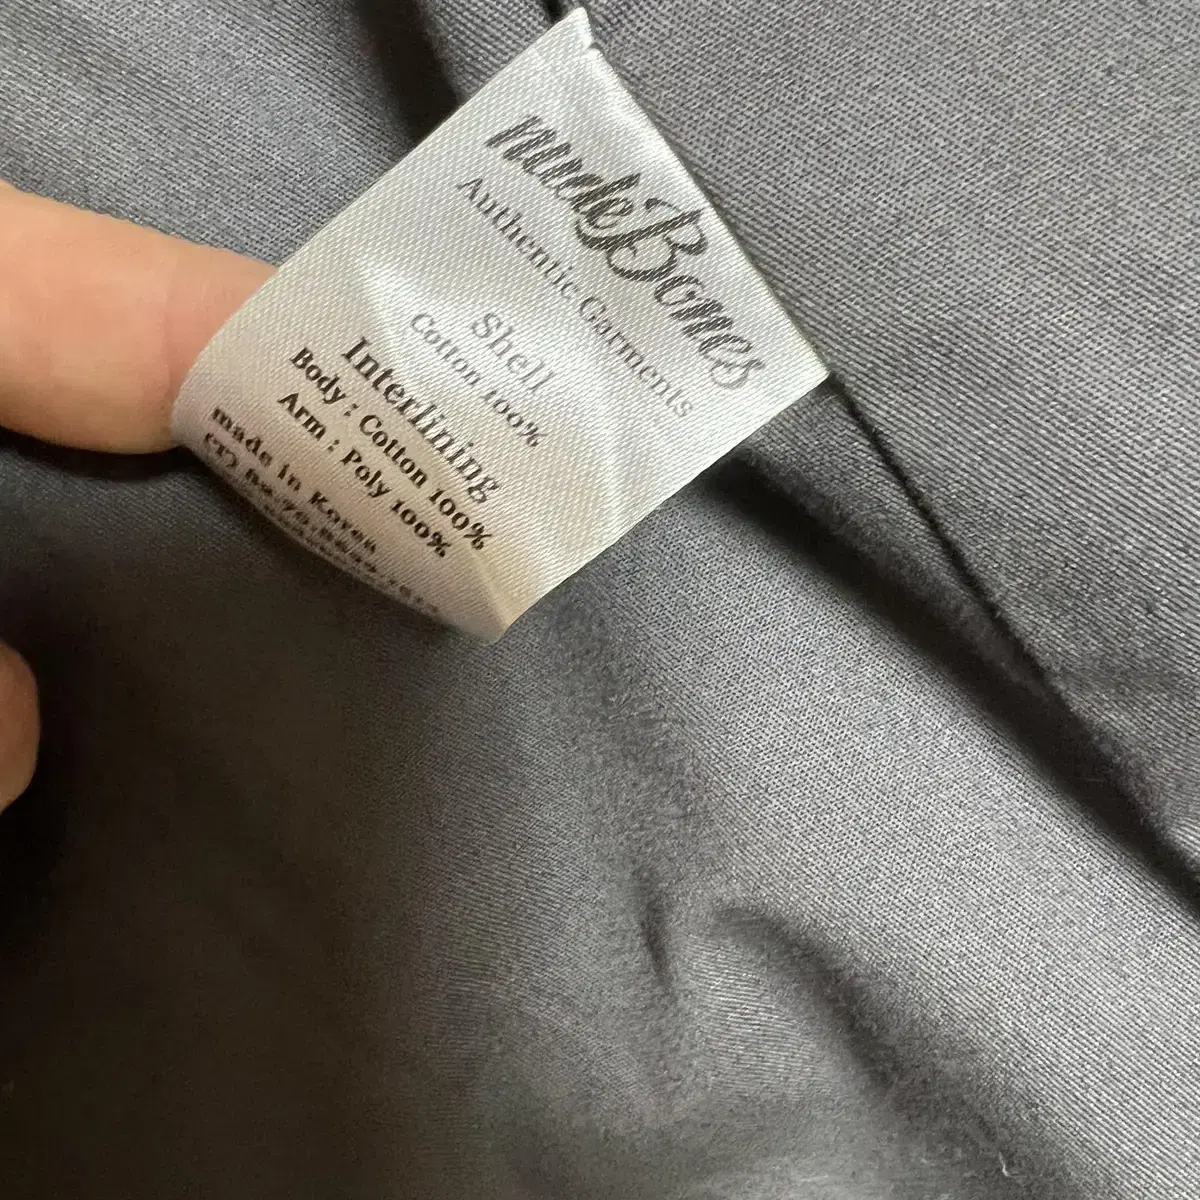 nudeBones
Authentic Garments
Shell
Cotton 100%
Interlining
Body : Cotton 100%
Arm : Poly 100%
made in Korea